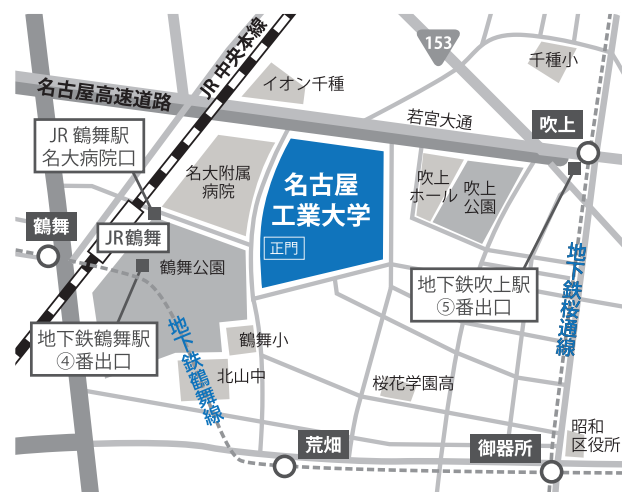 153
千種小
JR中央本線
イオン千種
名古屋高速道路
若宮大通
吹上
JR 鶴舞駅
名大病院口
名大附属
病院
名古屋
工業大学
正門
吹上
ホール
吹上
公園
鶴舞
JR鶴舞
鶴舞公園
地下鉄吹上駅
⑤番出口
地下鉄桜通線
地下鉄鶴舞駅
④番出口
地下鉄鶴舞線
鶴舞小
北山中
桜花学園高
荒畑
御器所
昭和
区役所